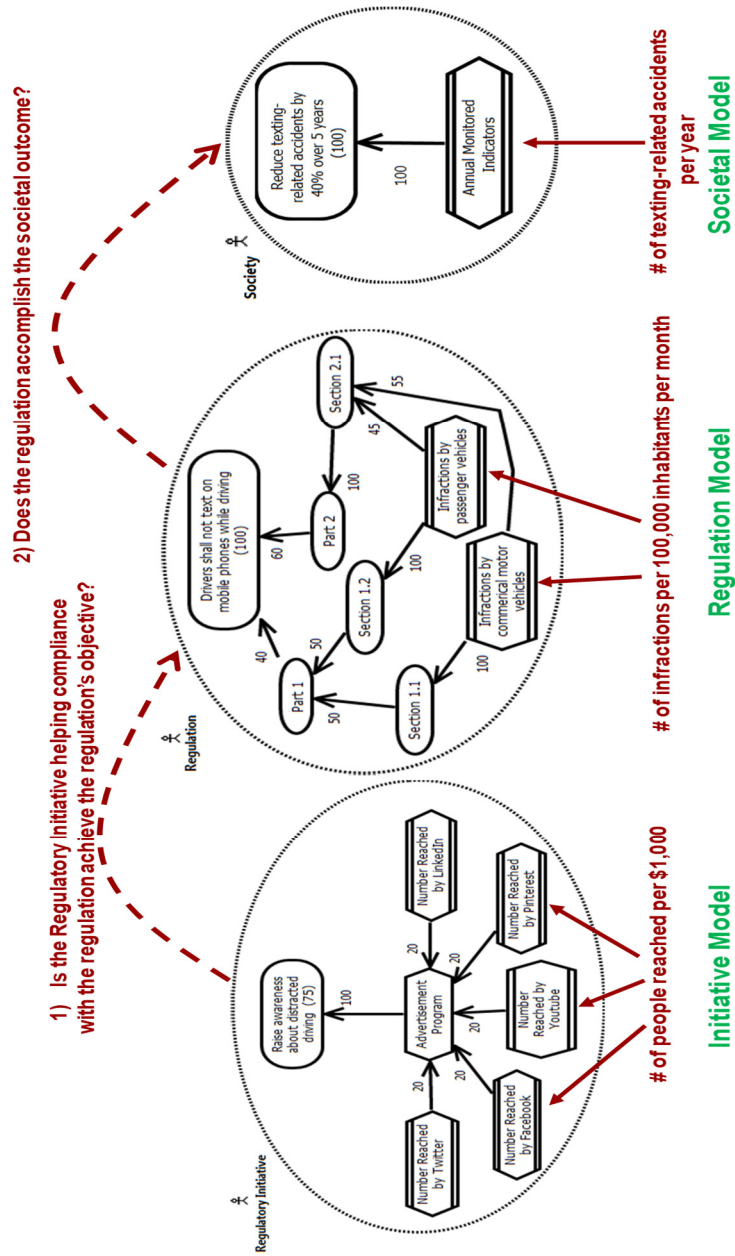 1) Is the Regulatory Initiative helping compliance
with the regulation achieve the regulation's objective?
2) Does the regulation accomplish the societal outcome?
Regulatory Initiative
Raise awareness
about distracted
driving (75)
100
Advertisement
Program
20
20
20
20
20
Number Reached
by Twitter
Number Reached
by LinkedIn
Number Reached
by Facebook
Number
Reached by
Youtube
Number Reached
by Pinterest
# of people reached per $1,000
Initiative Model
Regulation
Drivers shall not text on
mobile phones while driving
(100)
40
60
Part 1
Part 2
50
50
100
Section 1.1
Section 1.2
Section 2.1
100
100
45
55
Infractions by
commerical motor
vehicles
Infractions by
passenger vehicles
# of infractions per 100,000 inhabitants per month
Regulation Model
Society
Reduce texting-
related accidents by
40% over 5 years
(100)
100
Annual Monitored
Indicators
# of texting-related accidents
per year
Societal Model